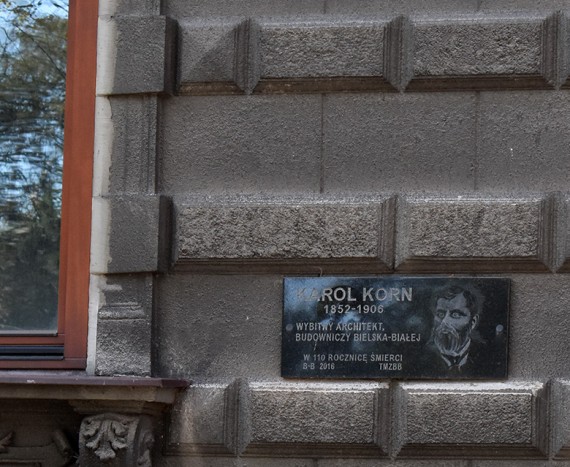 KAROL KORN
1852-1906
WYBITNY ARCHITEKT,
BUDOWNICZY BIELSKA-BIAŁEJ
W 110 ROCZNICĘ ŚMIERCI
B-B 2016 TMZBB